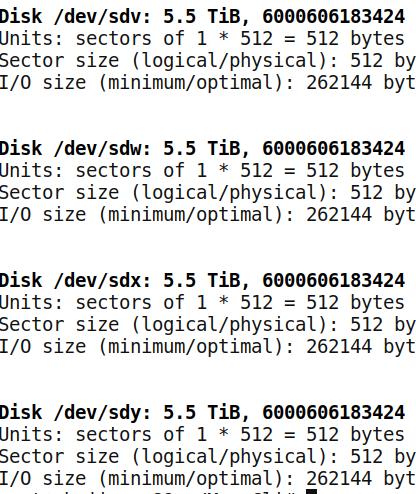 Disk /dev/sdv: 5.5 TiB, 6000606183424
Units: sectors of 1 * 512 = 512 bytes
Sector size (logical/physical): 512 by
I/O size (minimum/optimal): 262144 byt
Disk /dev/sdw: 5.5 TiB, 6000606183424
Units: sectors of 1 * 512 = 512 bytes
Sector size (logical/physical): 512 by
I/O size (minimum/optimal): 262144 byt
Disk /dev/sdx: 5.5 TiB, 6000606183424
Units: sectors of 1 * 512 = 512 bytes
Sector size (logical/physical): 512 by
I/O size (minimum/optimal): 262144 byt
Disk /dev/sdy: 5.5 TiB, 6000606183424
Units: sectors of 1 * 512 = 512 bytes
Sector size (logical/physical): 512 by
I/O size (minimum/optimal): 262144 byt